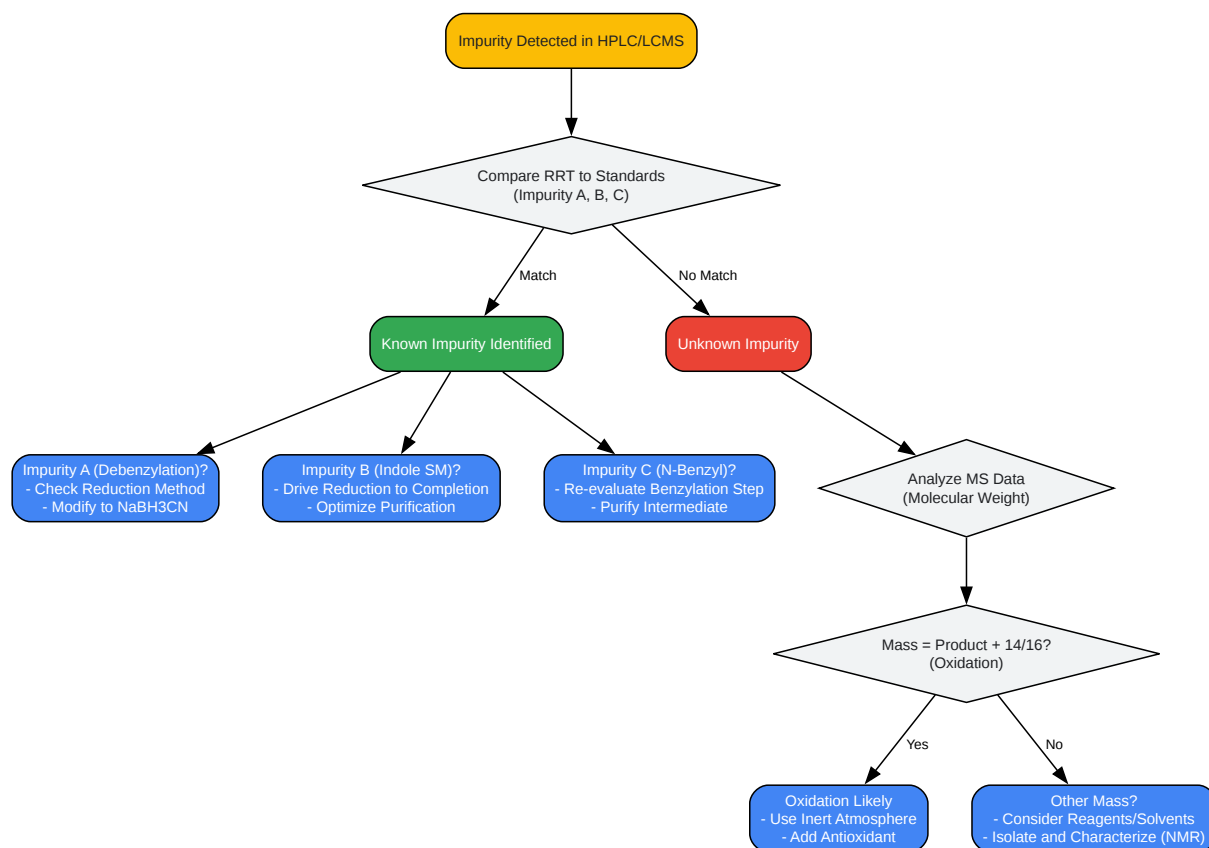 Impurity Detected in HPLC/LCMS
Compare RRT to Standards
(Impurity A, B, C)
Match
No Match
Known Impurity Identified
Unknown Impurity
Impurity A (Debenzylation)?
- Check Reduction Method
- Modify to NaBH3CN
Impurity B (Indole SM)?
- Drive Reduction to Completion
- Optimize Purification
Impurity C (N-Benzyl)?
- Re-evaluate Benzylation Step
- Purify Intermediate
Analyze MS Data
(Molecular Weight)
Mass = Product + 14/16?
(Oxidation)
Yes
No
Oxidation Likely
- Use Inert Atmosphere
- Add Antioxidant
Other Mass?
- Consider Reagents/Solvents
- Isolate and Characterize (NMR)